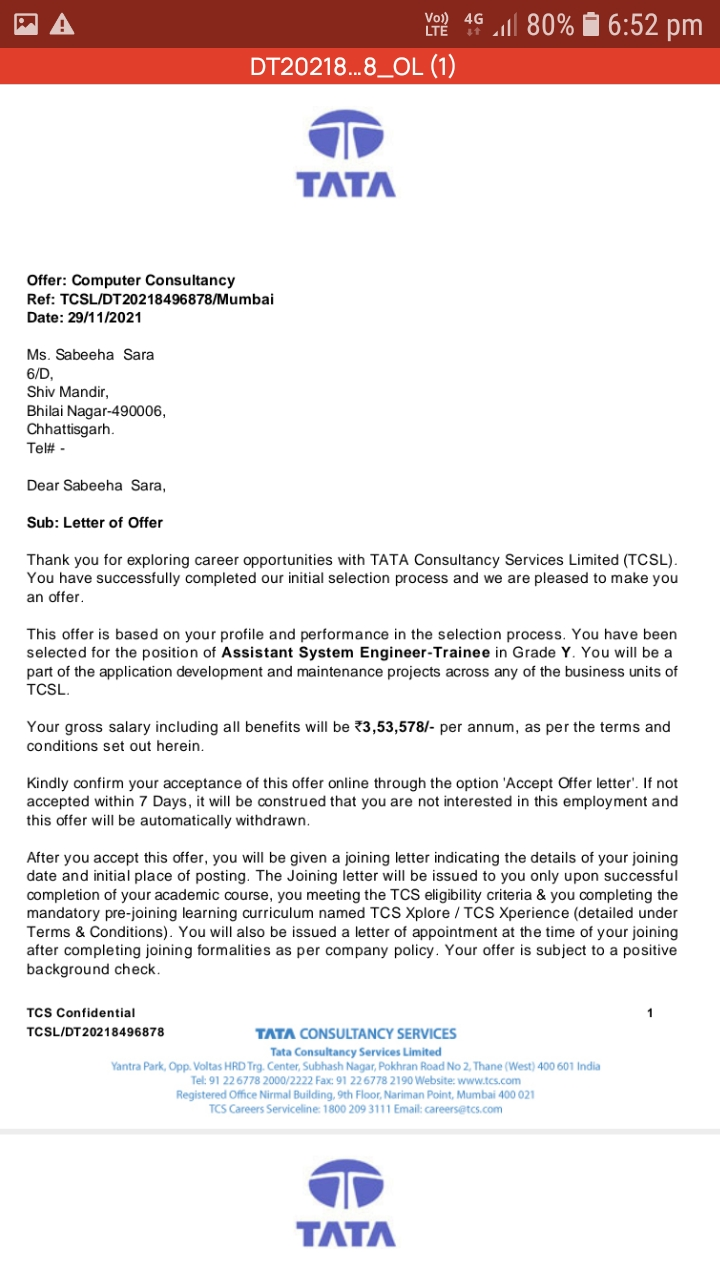 Vo))
LTE
4G
80%
6:52 pm
DT20218...8_OL (1)
TATA
Offer: Computer Consultancy
Ref: TCSL/DT20218496878/Mumbai
Date: 29/11/2021
Ms. Sabeeha  Sara
6/D,
Shiv Mandir,
Bhilai Nagar-490006,
Chhattisgarh.
Tel# -
Dear Sabeeha  Sara,
Sub: Letter of Offer
Thank you for exploring career opportunities with TATA Consultancy Services Limited (TCSL).
You have successfully completed our initial selection process and we are pleased to make you
an offer.
This offer is based on your profile and performance in the selection process. You have been
selected for the position of Assistant System Engineer-Trainee in Grade Y. You will be a
part of the application development and maintenance projects across any of the business units of
TCSL.
Your gross salary including all benefits will be ₹3,53,578/- per annum, as per the terms and
conditions set out herein.
Kindly confirm your acceptance of this offer online through the option 'Accept Offer letter'. If not
accepted within 7 Days, it will be construed that you are not interested in this employment and
this offer will be automatically withdrawn.
After you accept this offer, you will be given a joining letter indicating the details of your joining
date and initial place of posting. The Joining letter will be issued to you only upon successful
completion of your academic course, you meeting the TCS eligibility criteria & you completing the
mandatory pre-joining learning curriculum named TCS Xplore / TCS Xperience (detailed under
Terms & Conditions). You will also be issued a letter of appointment at the time of your joining
after completing joining formalities as per company policy. Your offer is subject to a positive
background check.
TCS Confidential
1
TCSL/DT20218496878
TATA CONSULTANCY SERVICES
Tata Consultancy Services Limited
Yantra Park, Opp. Voltas HRD Trg. Center, Subhash Nagar, Pokhran Road No 2, Thane (West) 400 601 India
Tel: 91 22 6778 2000/2222 Fax: 91 22 6778 2190 Website: www.tcs.com
Registered Office Nirmal Building, 9th Floor, Nariman Point, Mumbai 400 021
TCS Careers Serviceline: 1800 209 3111 Email: careers@tcs.com
TATA